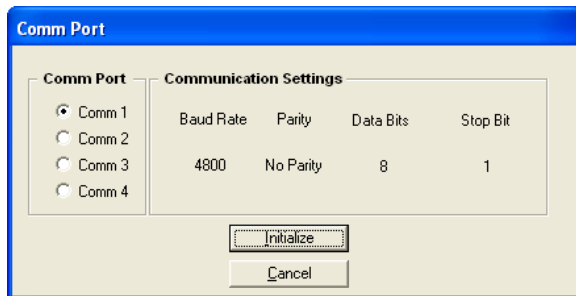 Comm Port
Comm Port
Communication Settings
Comm 1
Comm 2
Comm 3
Comm 4
Baud Rate Parity Data Bits Stop Bit
4800 No Parity 8 1
Initialize
Cancel